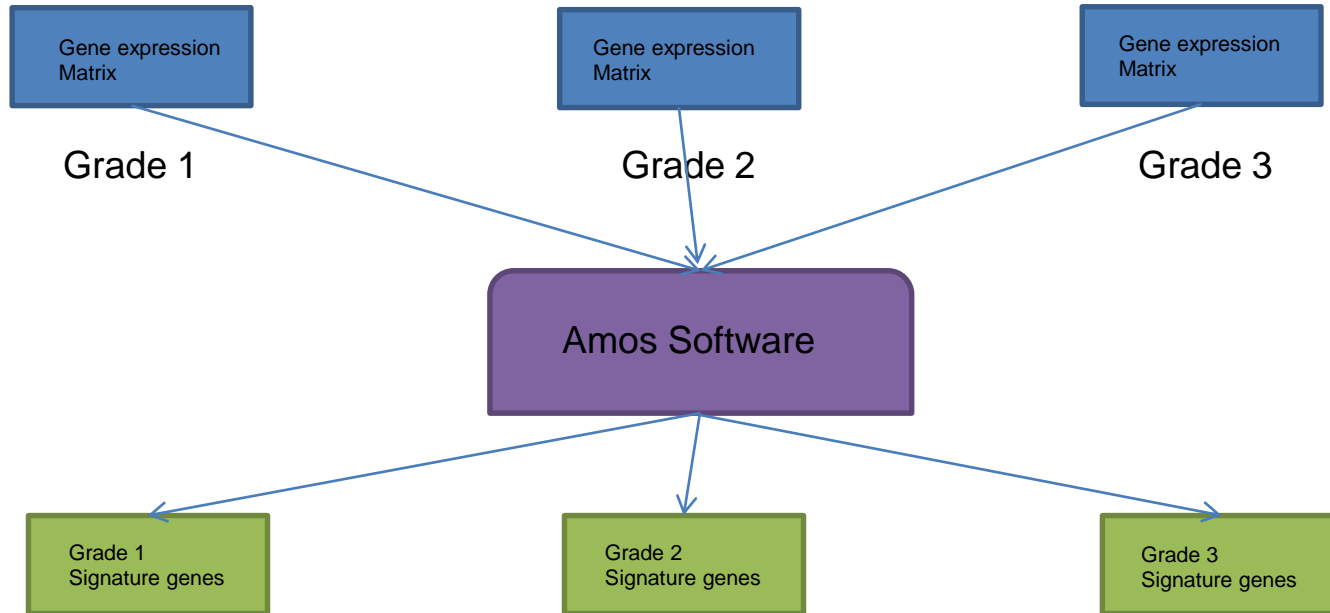 Gene expression
Matrix
Gene expression
Matrix
Gene expression
Matrix
Grade 1
Grade 2
Grade 3
Amos Software
Grade 1
Signature genes
Grade 2
Signature genes
Grade 3
Signature genes